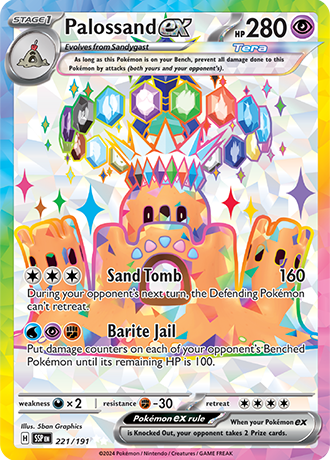 STAGE 1
Palossand ex HP 280
Evolves from Sandygast
Tera
As long as this Pokémon is on your Bench, prevent all damage done to this
Pokémon by attacks (both yours and your opponent's).
Sand Tomb 160
During your opponent's next turn, the Defending Pokémon
can't retreat.
Barite Jail
Put damage counters on each of your opponent's Benched
Pokémon until its remaining HP is 100.
weakness ×2 resistance -30 retreat
Pokémon ex rule
Illus. 5ban Graphics
When your Pokémon ex
is Knocked Out, your opponent takes 2 Prize cards.
H SSP EN 221/191
©2024 Pokémon / Nintendo / Creatures / GAME FREAK